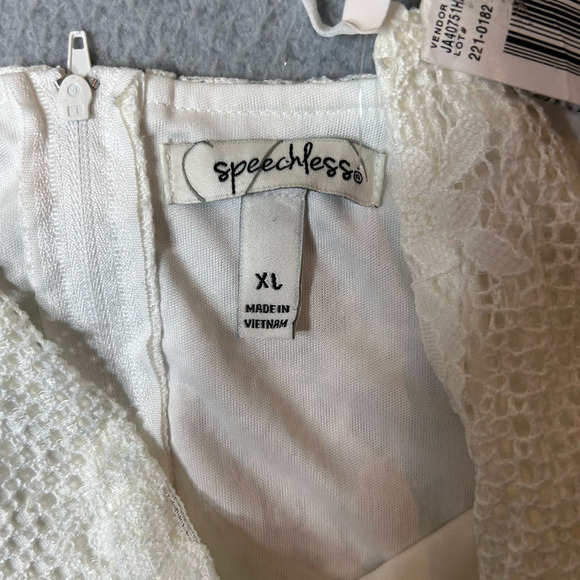 VENDOR
JA40751H
LOT#
221-0182
speechless®
XL
MADE IN
VIETNAM